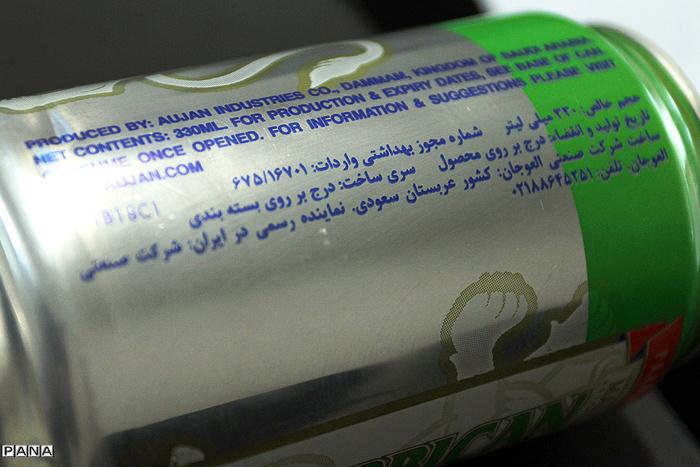 PRODUCED BY: AUJAN INDUSTRIES CO., DAMMAM, KINGDOM OF SAUDI ARABIA.
NET CONTENTS: 330ML. FOR PRODUCTION & EXPIRY DATES, SEE BASE OF CAN
ONCE OPENED. FOR INFORMATION & SUGGESTIONS PLEASE VISIT
AUJAN.COM
حجم خالص: ۳۳۰ میلی لیتر شماره مجوز بهداشتی واردات: ۶۷۵/۱۶۷۰۱
تاریخ تولید و انقضاء: درج بر روی محصول سری ساخت: درج بر روی بسته بندی
ساخت شرکت صنعتی العوجان: کشور عربستان سعودی. نماینده رسمی در ایران: شرکت صنعتی
العوجان تلفن: ۰۲۱۸۸۶۴۵۲۵۱
PANA